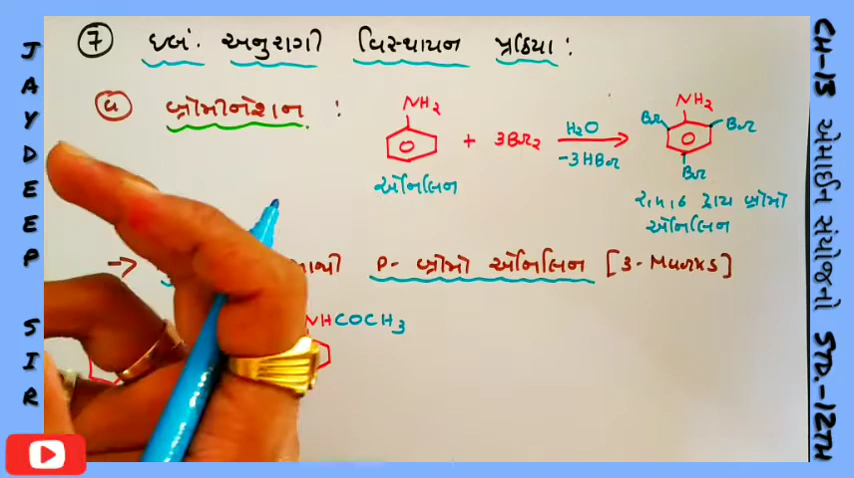 7 ઇલે. અનુરાગી વિસ્થાપન પ્રક્રિયા :
a બ્રોમીનેશન :
NH2
+ 3Br2
H2O
-3HBr
NH2
Br
Br
Br
એનિલિન
2,4,6 ટ્રાય બ્રોમો
એનિલિન
→ માંથી P- બ્રોમો એનિલિન [3-Marks]
NHCOCH3
JAYDEEP SIR
CH-13 એમાઈન સંયોજનો STD.-12TH